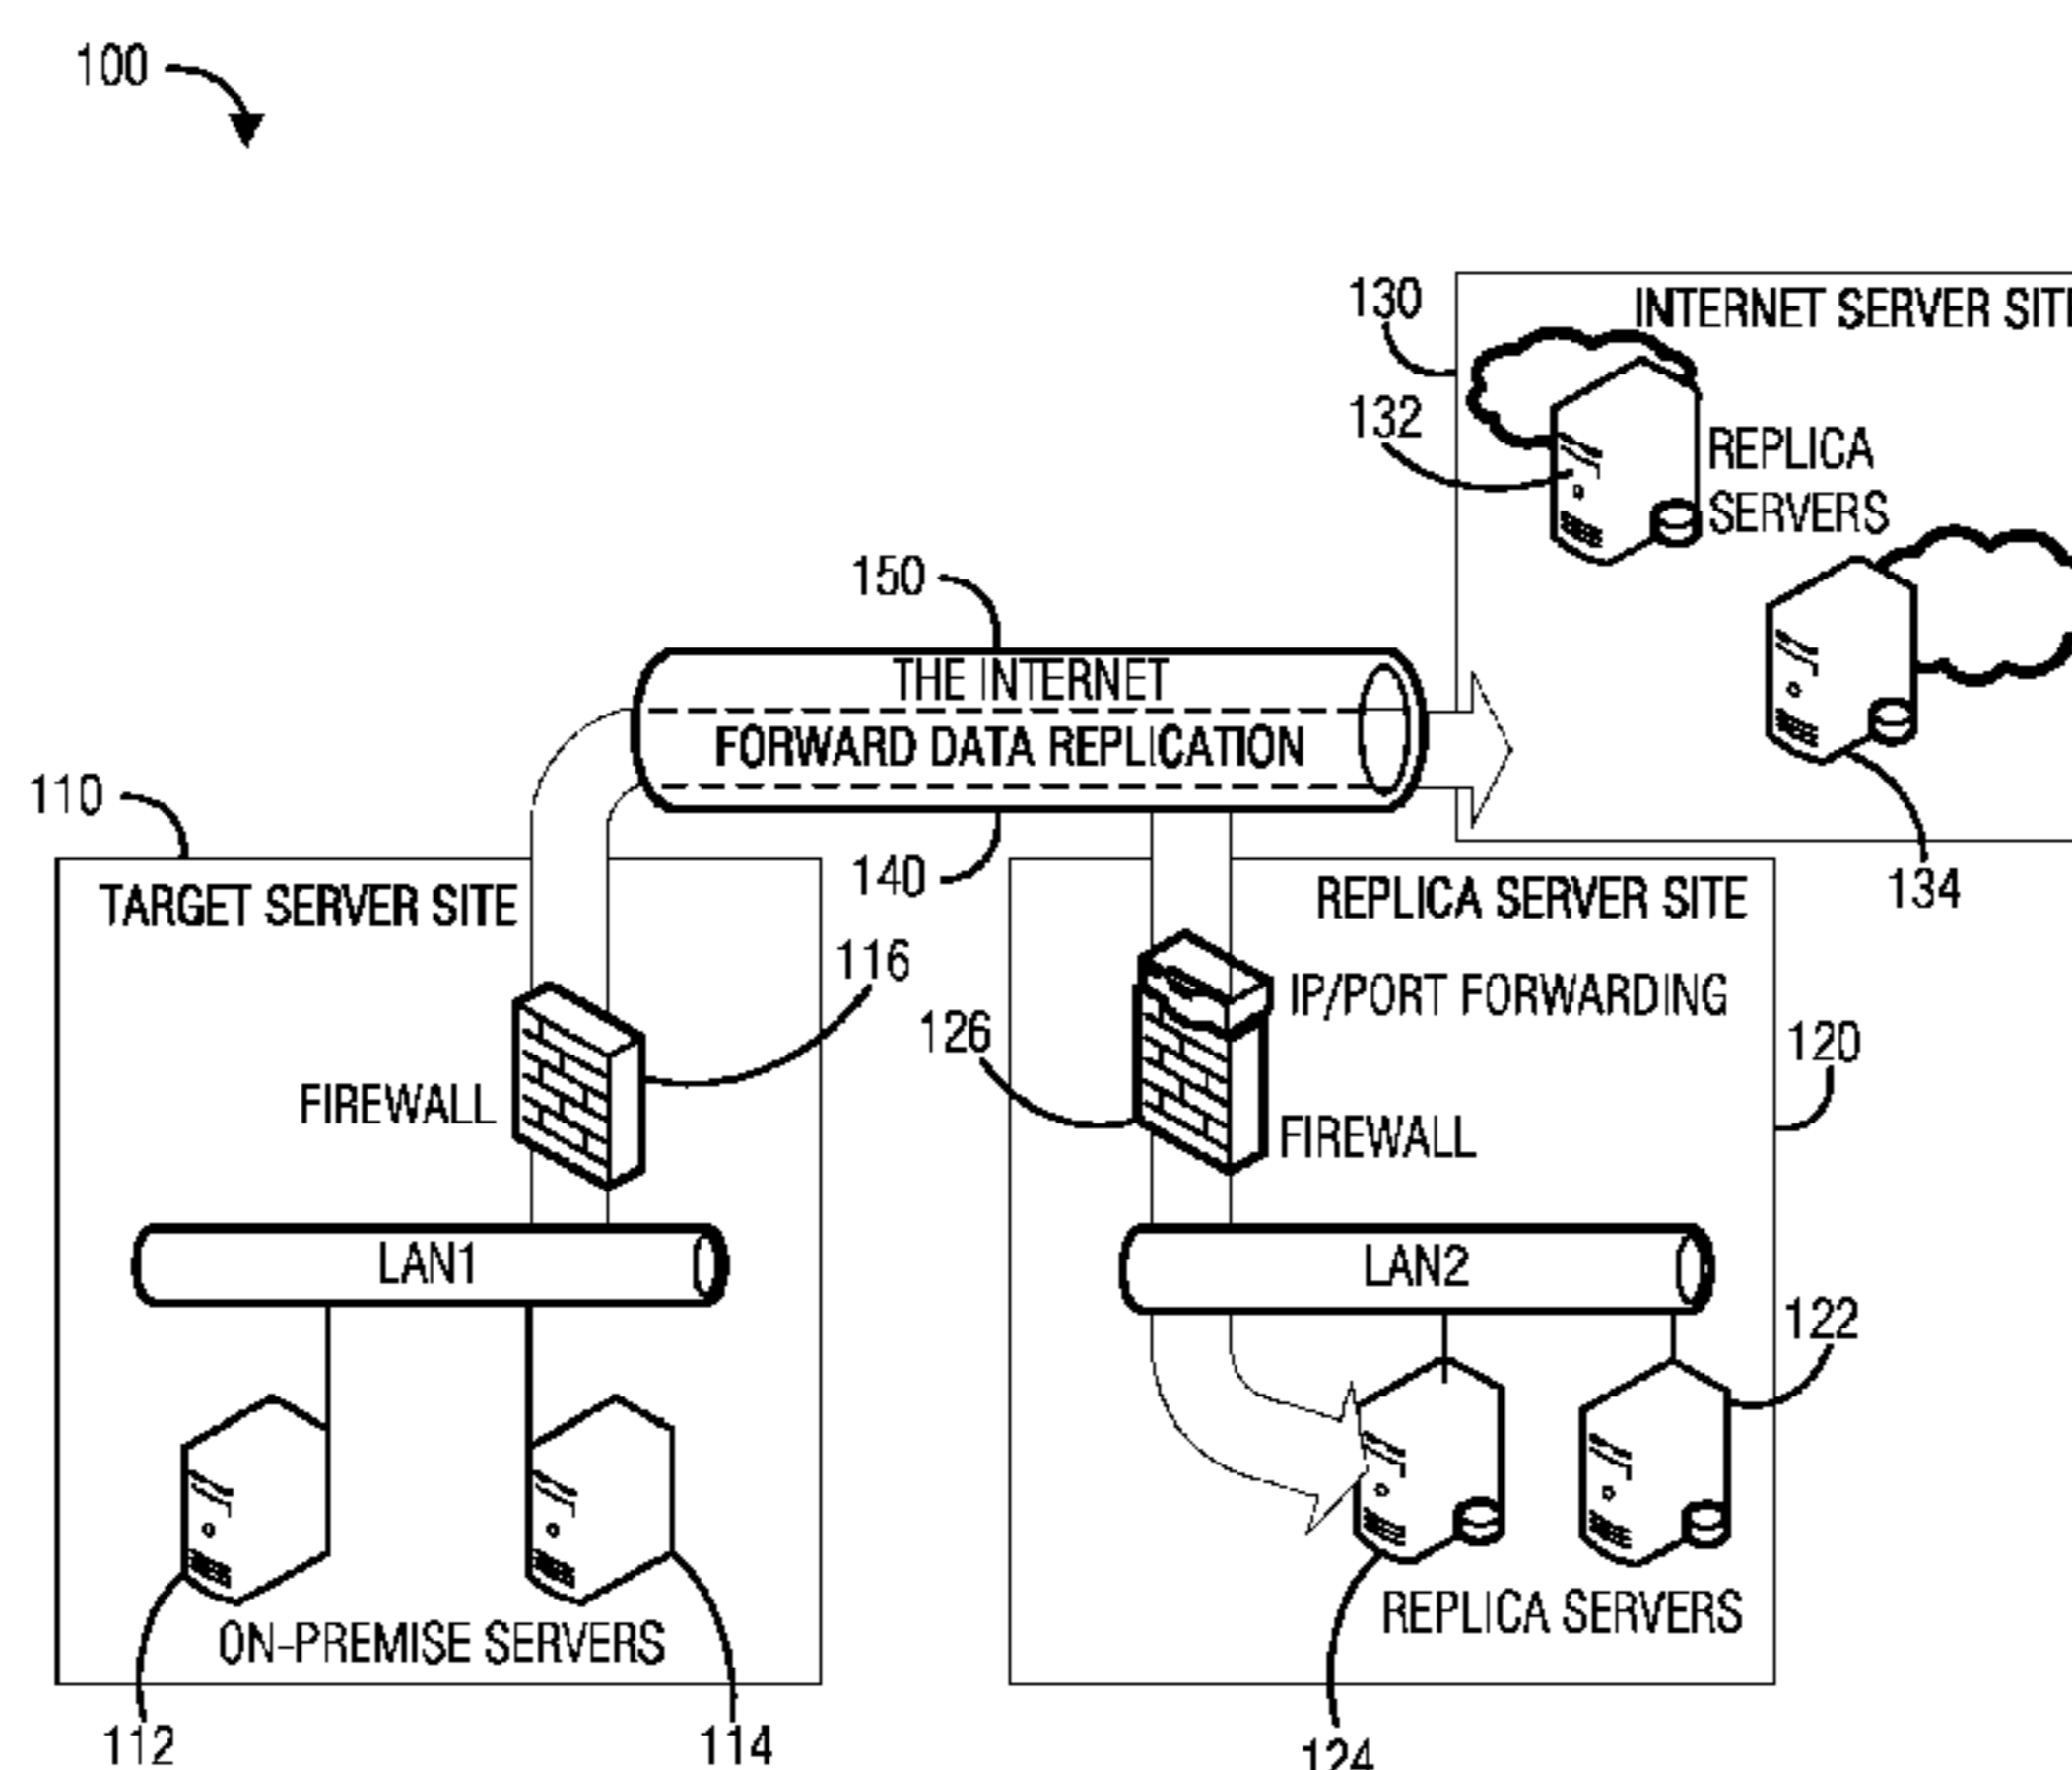 100
130
INTERNET SERVER SIT
132
REPLICA
SERVERS
150
THE INTERNET
FORWARD DATA REPLICATION
110
140
134
TARGET SERVER SITE
REPLICA SERVER SITE
116
IP/PORT FORWARDING
126
120
FIREWALL
FIREWALL
LAN1
LAN2
122
REPLICA SERVERS
ON-PREMISE SERVERS
112
114
124